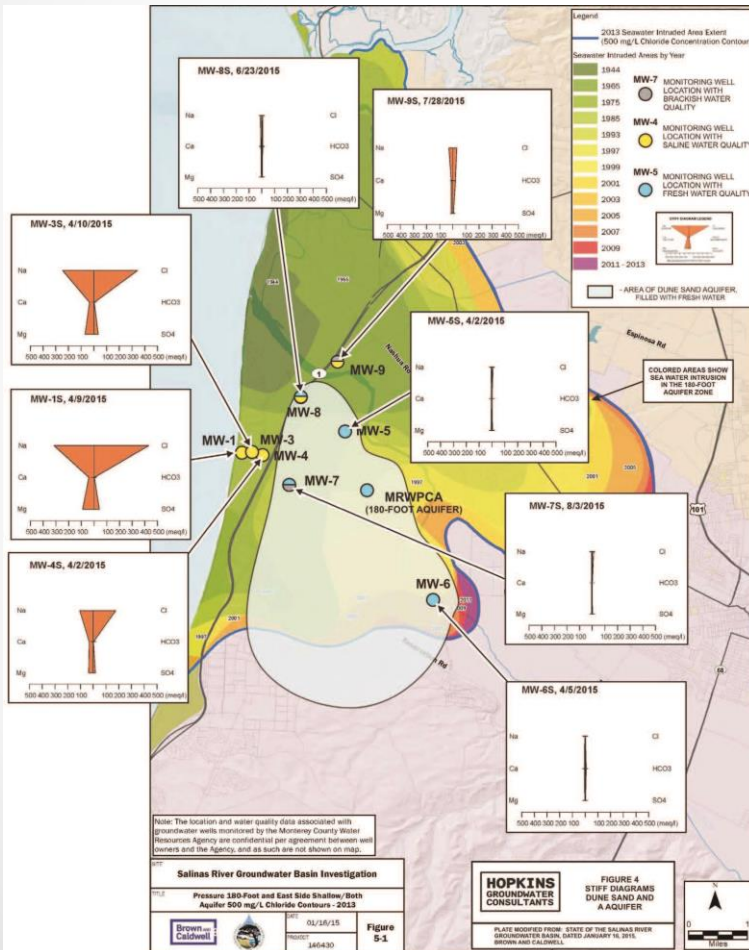 Legend
2013 Seawater Intruded Area Extent
(500 mg/L Chloride Concentration Contour)
Seawater Intruded Areas by Year
1944
1965
1975
1985
1993
1997
1999
2001
2003
2005
2007
2009
2011 - 2013
MW-7 MONITORING WELL
LOCATION WITH
BRACKISH WATER
QUALITY
MW-4 MONITORING WELL
LOCATION WITH
SALINE WATER QUALITY
MW-5 MONITORING WELL
LOCATION WITH
FRESH WATER QUALITY
STIFF DIAGRAM LEGEND
- AREA OF DUNE SAND AQUIFER,
FILLED WITH FRESH WATER
MW-8S, 6/23/2015
Na Cl
Ca HCO3
Mg SO4
500 400 300 200 100 100 200 300 400 500 (meq/l)
MW-9S, 7/28/2015
Na Cl
Ca HCO3
Mg SO4
500 400 300 200 100 100 200 300 400 500 (meq/l)
MW-3S, 4/10/2015
Na Cl
Ca HCO3
Mg SO4
500 400 300 200 100 100 200 300 400 500 (meq/l)
MW-5S, 4/2/2015
Na Cl
Ca HCO3
Mg SO4
500 400 300 200 100 100 200 300 400 500 (meq/l)
MW-1S, 4/9/2015
Na Cl
Ca HCO3
Mg SO4
500 400 300 200 100 100 200 300 400 500 (meq/l)
MW-7S, 8/3/2015
Na Cl
Ca HCO3
Mg SO4
500 400 300 200 100 100 200 300 400 500 (meq/l)
MW-4S, 4/2/2015
Na Cl
Ca HCO3
Mg SO4
500 400 300 200 100 100 200 300 400 500 (meq/l)
MW-6S, 4/5/2015
Na Cl
Ca HCO3
Mg SO4
500 400 300 200 100 100 200 300 400 500 (meq/l)
Espinosa Rd
COLORED AREAS SHOW
SEA WATER INTRUSION
IN THE 180-FOOT
AQUIFER ZONE
Nashua Rd
1
101
MW-9
MW-8
MW-5
MW-1
MW-3
MW-4
MW-7
MRWPCA
(180-FOOT AQUIFER)
MW-6
2001
1997
Note: The location and water quality data associated with
groundwater wells monitored by the Monterey County Water
Resources Agency are confidential per agreement between well
owners and the Agency, and as such are not shown on map.
Salinas River Groundwater Basin Investigation
TITLE
Pressure 180-Foot and East Side Shallow/Both
Aquifer 500 mg/L Chloride Contours - 2013
Brown AND
Caldwell
DATE
01/16/15
PROJECT
146430
Figure
5-1
HOPKINS
GROUNDWATER
CONSULTANTS
FIGURE 4
STIFF DIAGRAMS
DUNE SAND AND
A AQUIFER
PLATE MODIFIED FROM: STATE OF THE SALINAS RIVER
GROUNDWATER BASIN, DATED JANUARY 16, 2015,
BROWN AND CALDWELL
N
0 1
Miles